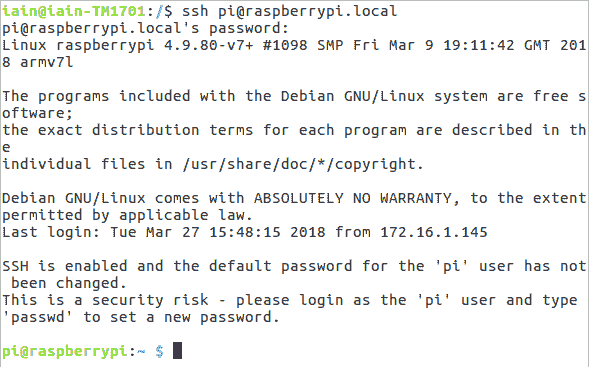 iain@iain-TM1701:/$ ssh pi@raspberrypi.local
pi@raspberrypi.local's password:
Linux raspberrypi 4.9.80-v7+ #1098 SMP Fri Mar 9 19:11:42 GMT 201
8 armv7l
The programs included with the Debian GNU/Linux system are free s
oftware;
the exact distribution terms for each program are described in th
e
individual files in /usr/share/doc/*/copyright.
Debian GNU/Linux comes with ABSOLUTELY NO WARRANTY, to the extent
permitted by applicable law.
Last login: Tue Mar 27 15:48:15 2018 from 172.16.1.145
SSH is enabled and the default password for the 'pi' user has not
 been changed.
This is a security risk - please login as the 'pi' user and type
'passwd' to set a new password.
pi@raspberrypi:~ $